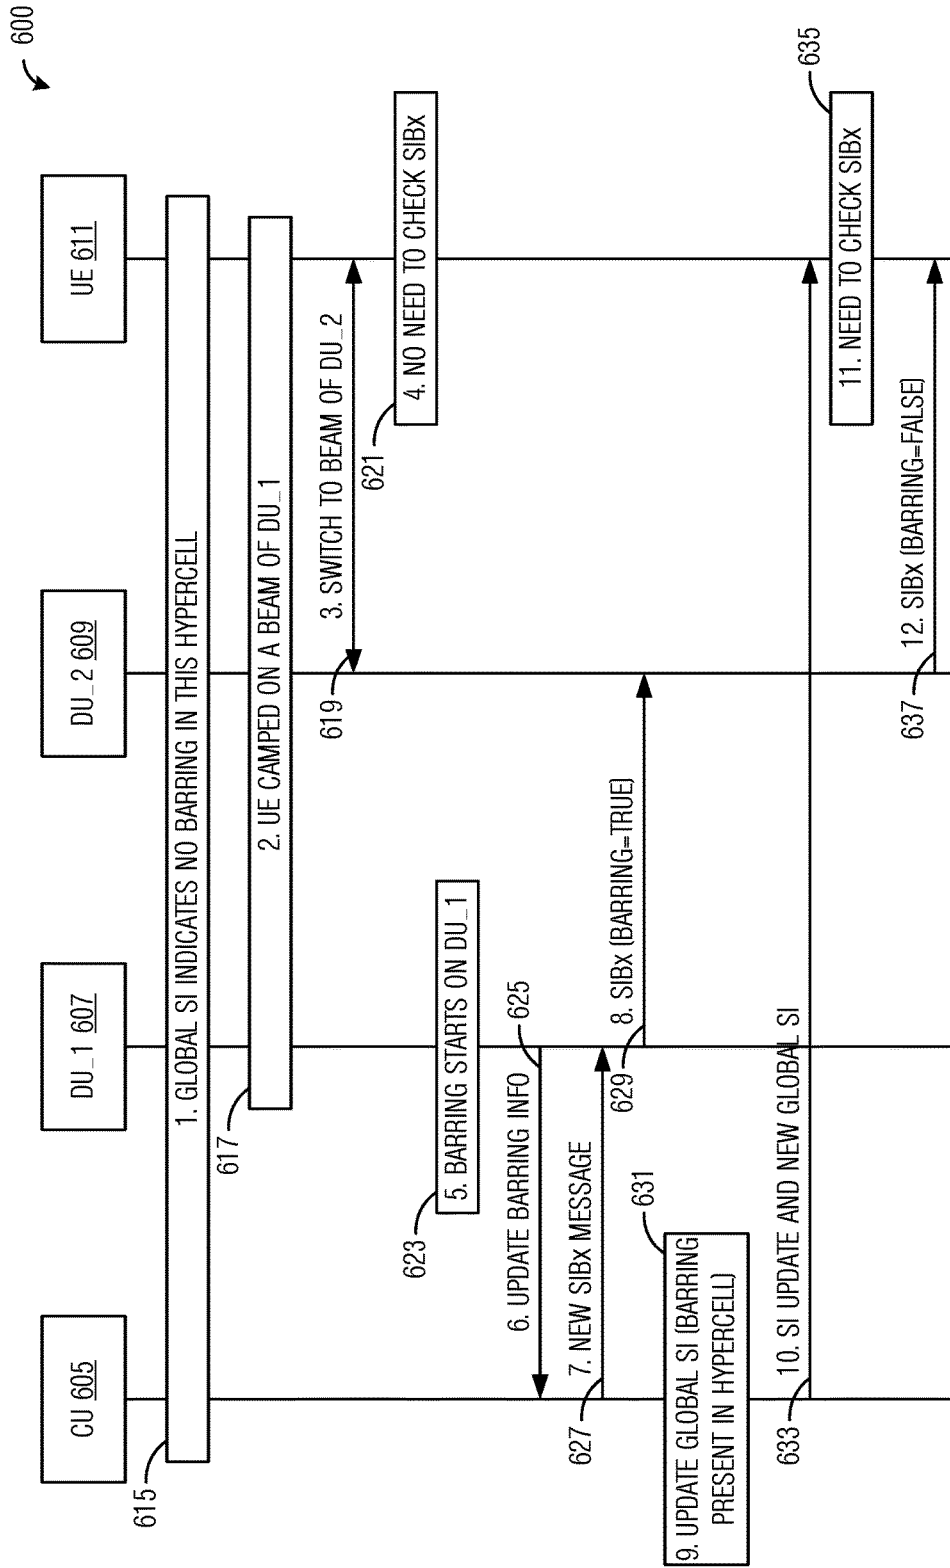 600
CU 605
DU_1 607
DU_2 609
UE 611
615
1. GLOBAL SI INDICATES NO BARRING IN THIS HYPERCELL
617
2. UE CAMPED ON A BEAM OF DU_1
619
3. SWITCH TO BEAM OF DU_2
621
4. NO NEED TO CHECK SIBx
623
5. BARRING STARTS ON DU_1
6. UPDATE BARRING INFO
625
627
7. NEW SIBx MESSAGE
629
8. SIBx (BARRING=TRUE)
631
9. UPDATE GLOBAL SI (BARRING
PRESENT IN HYPERCELL)
633
10. SI UPDATE AND NEW GLOBAL SI
635
11. NEED TO CHECK SIBx
637
12. SIBx (BARRING=FALSE)